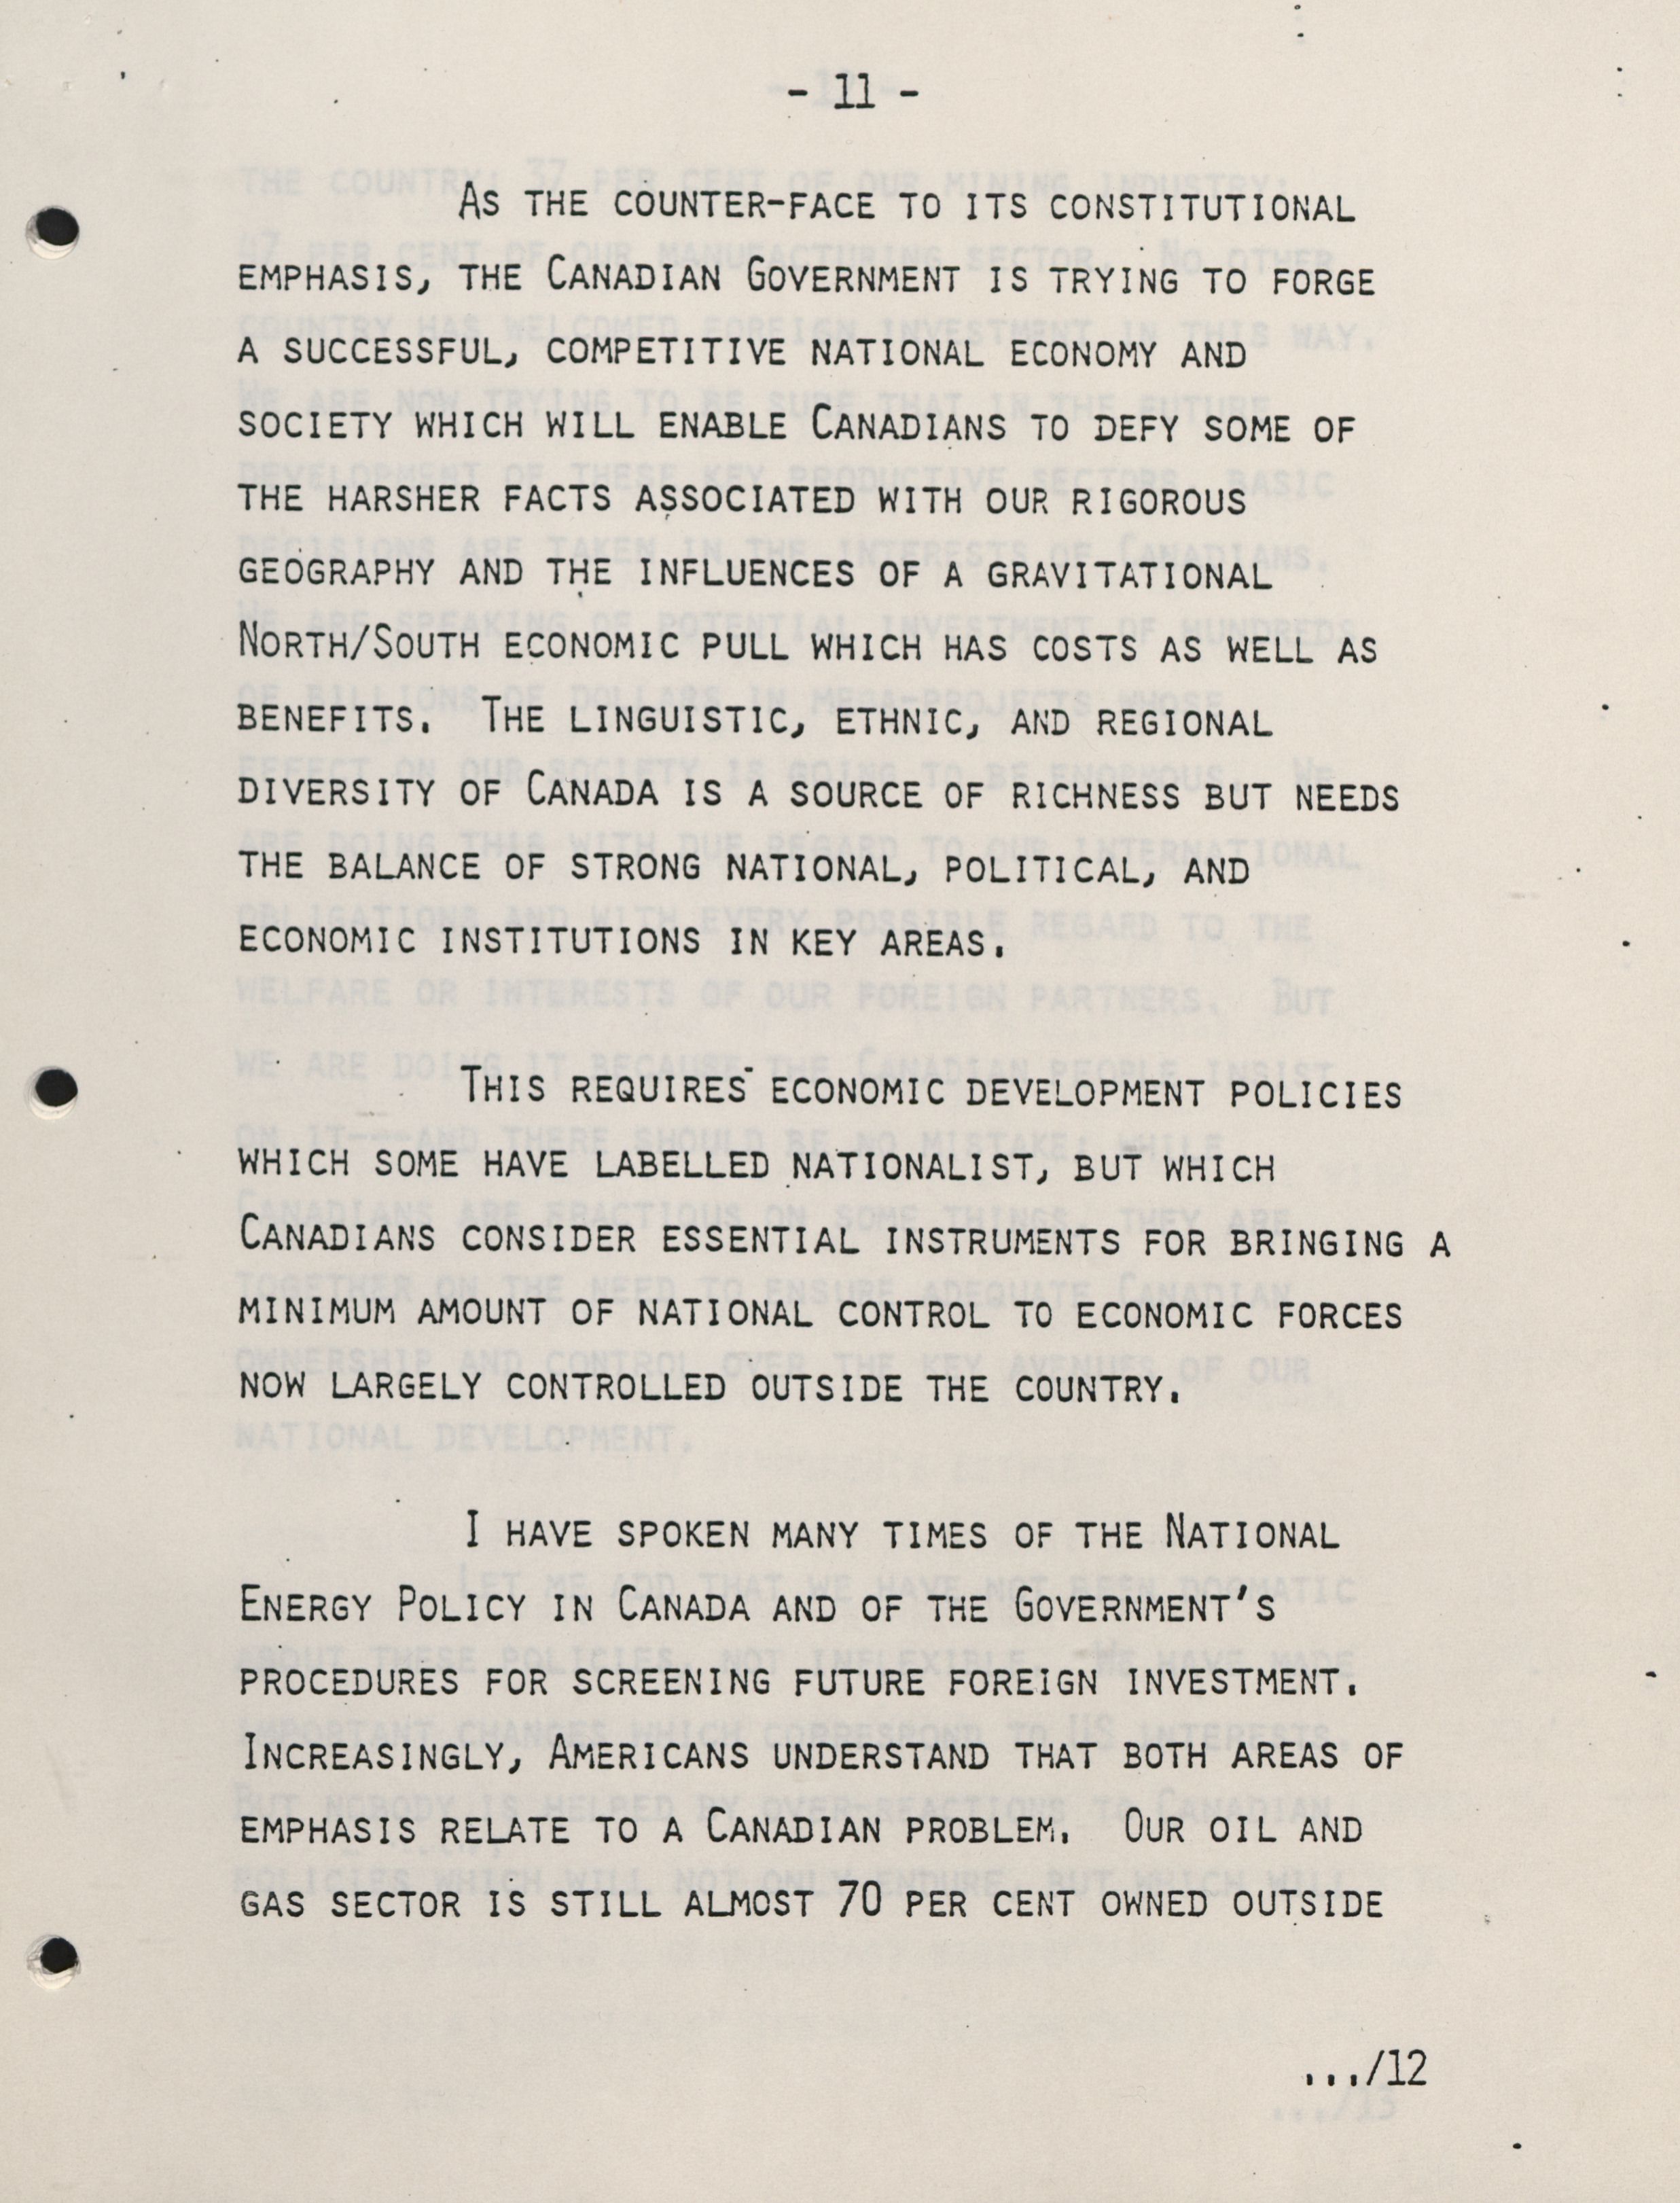 - 11 -
As the counter-face to its constitutional
emphasis, the Canadian Government is trying to forge
a successful, competitive national economy and
society which will enable Canadians to defy some of
the harsher facts associated with our rigorous
geography and the influences of a gravitational
North/South economic pull which has costs as well as
benefits. The linguistic, ethnic, and regional
diversity of Canada is a source of richness but needs
the balance of strong national, political, and
economic institutions in key areas.
This requires economic development policies
which some have labelled nationalist, but which
Canadians consider essential instruments for bringing a
minimum amount of national control to economic forces
now largely controlled outside the country.
I have spoken many times of the National
Energy Policy in Canada and of the Government's
procedures for screening future foreign investment.
Increasingly, Americans understand that both areas of
emphasis relate to a Canadian problem. Our oil and
gas sector is still almost 70 per cent owned outside
.../12